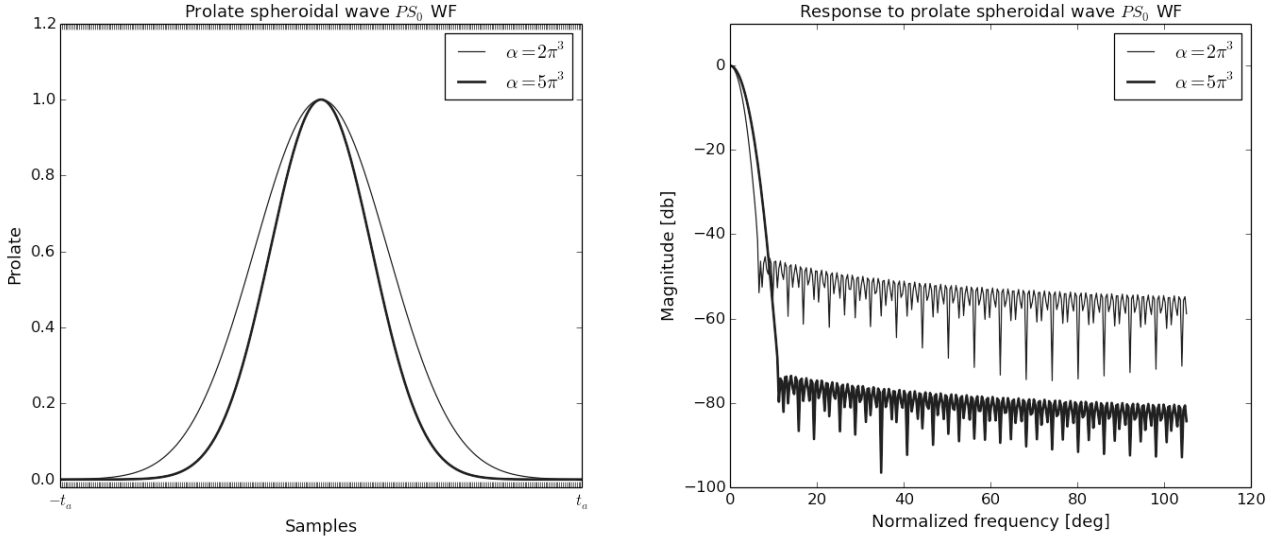 Prolate spheroidal wave PS₀ WF
1.2
1.0
0.8
0.6
0.4
0.2
0.0
Prolate
α=2π³
α=5π³
−tₐ
tₐ
Samples
Response to prolate spheroidal wave PS₀ WF
0
−20
−40
−60
−80
−100
Magnitude [db]
α=2π³
α=5π³
0 20 40 60 80 100 120
Normalized frequency [deg]